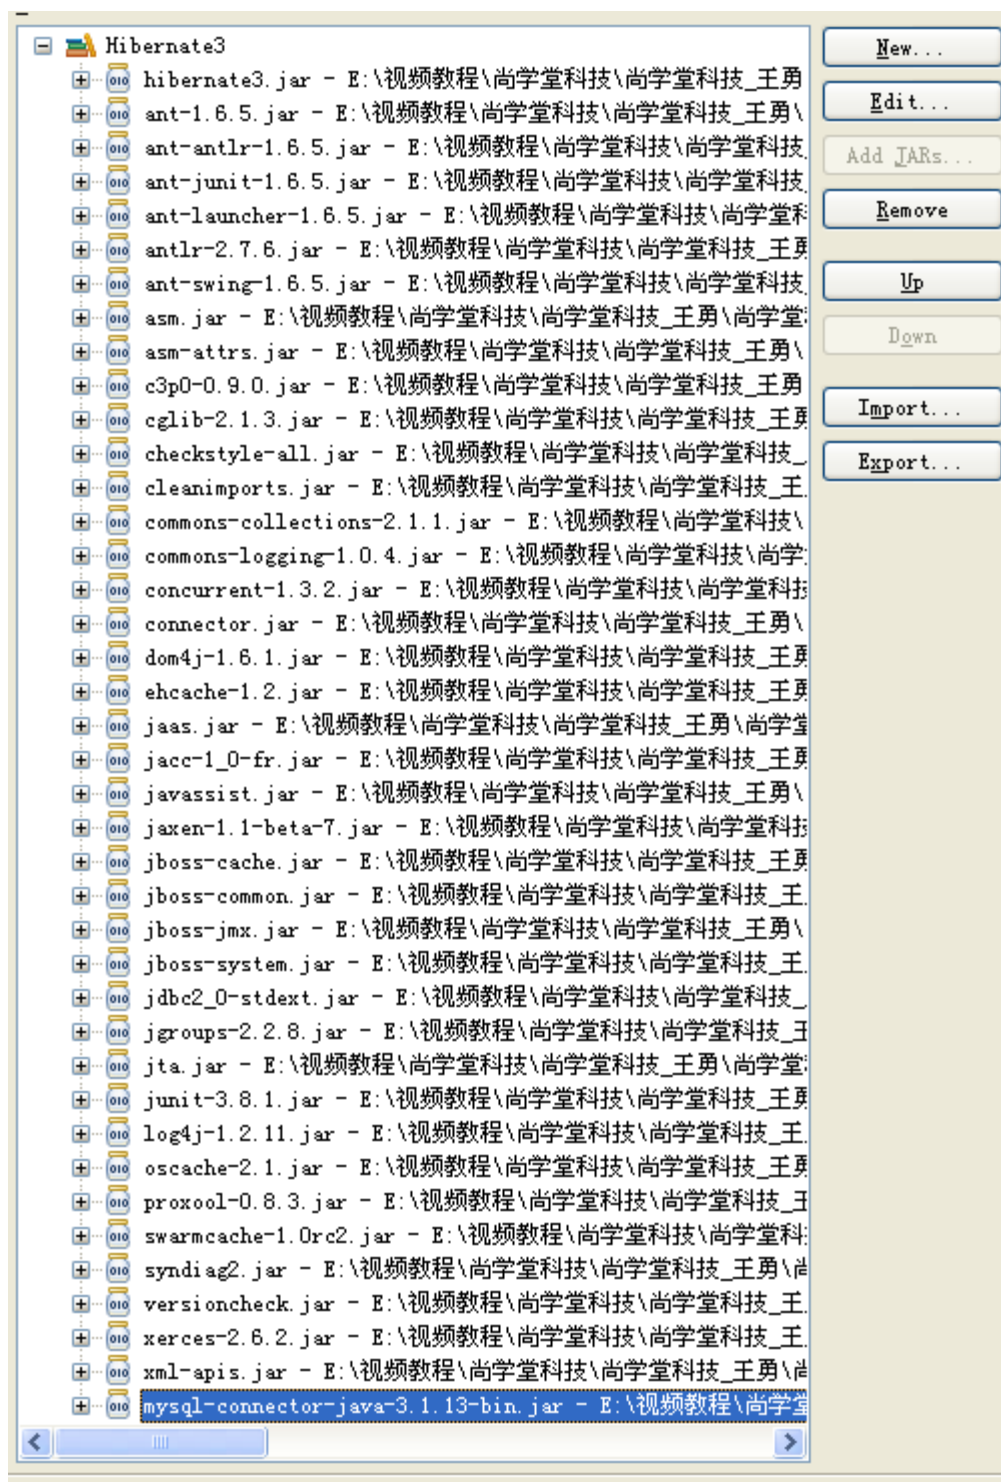 Hibernate3
hibernate3.jar - E:\视频教程\尚学堂科技\尚学堂科技_王勇
ant-1.6.5.jar - E:\视频教程\尚学堂科技\尚学堂科技_王勇\
ant-antlr-1.6.5.jar - E:\视频教程\尚学堂科技\尚学堂科技_
ant-junit-1.6.5.jar - E:\视频教程\尚学堂科技\尚学堂科技_
ant-launcher-1.6.5.jar - E:\视频教程\尚学堂科技\尚学堂科
antlr-2.7.6.jar - E:\视频教程\尚学堂科技\尚学堂科技_王勇
ant-swing-1.6.5.jar - E:\视频教程\尚学堂科技\尚学堂科技_
asm.jar - E:\视频教程\尚学堂科技\尚学堂科技_王勇\尚学堂
asm-attrs.jar - E:\视频教程\尚学堂科技\尚学堂科技_王勇\
c3p0-0.9.0.jar - E:\视频教程\尚学堂科技\尚学堂科技_王勇
cglib-2.1.3.jar - E:\视频教程\尚学堂科技\尚学堂科技_王勇
checkstyle-all.jar - E:\视频教程\尚学堂科技\尚学堂科技_
cleanimports.jar - E:\视频教程\尚学堂科技\尚学堂科技_王
commons-collections-2.1.1.jar - E:\视频教程\尚学堂科技\
commons-logging-1.0.4.jar - E:\视频教程\尚学堂科技\尚学
concurrent-1.3.2.jar - E:\视频教程\尚学堂科技\尚学堂科技
connector.jar - E:\视频教程\尚学堂科技\尚学堂科技_王勇\
dom4j-1.6.1.jar - E:\视频教程\尚学堂科技\尚学堂科技_王勇
ehcache-1.2.jar - E:\视频教程\尚学堂科技\尚学堂科技_王勇
jaas.jar - E:\视频教程\尚学堂科技\尚学堂科技_王勇\尚学堂
jacc-1_0-fr.jar - E:\视频教程\尚学堂科技\尚学堂科技_王勇
javassist.jar - E:\视频教程\尚学堂科技\尚学堂科技_王勇\
jaxen-1.1-beta-7.jar - E:\视频教程\尚学堂科技\尚学堂科技
jboss-cache.jar - E:\视频教程\尚学堂科技\尚学堂科技_王勇
jboss-common.jar - E:\视频教程\尚学堂科技\尚学堂科技_王
jboss-jmx.jar - E:\视频教程\尚学堂科技\尚学堂科技_王勇\
jboss-system.jar - E:\视频教程\尚学堂科技\尚学堂科技_王
jdbc2_0-stdext.jar - E:\视频教程\尚学堂科技\尚学堂科技_
jgroups-2.2.8.jar - E:\视频教程\尚学堂科技\尚学堂科技_王
jta.jar - E:\视频教程\尚学堂科技\尚学堂科技_王勇\尚学堂
junit-3.8.1.jar - E:\视频教程\尚学堂科技\尚学堂科技_王勇
log4j-1.2.11.jar - E:\视频教程\尚学堂科技\尚学堂科技_王
oscache-2.1.jar - E:\视频教程\尚学堂科技\尚学堂科技_王勇
proxool-0.8.3.jar - E:\视频教程\尚学堂科技\尚学堂科技_王
swarmcache-1.0rc2.jar - E:\视频教程\尚学堂科技\尚学堂科
syndiag2.jar - E:\视频教程\尚学堂科技\尚学堂科技_王勇\尚
versioncheck.jar - E:\视频教程\尚学堂科技\尚学堂科技_王
xerces-2.6.2.jar - E:\视频教程\尚学堂科技\尚学堂科技_王
xml-apis.jar - E:\视频教程\尚学堂科技\尚学堂科技_王勇\尚
mysql-connector-java-3.1.13-bin.jar - E:\视频教程\尚学堂
New...
Edit...
Add JARs...
Remove
Up
Down
Import...
Export...